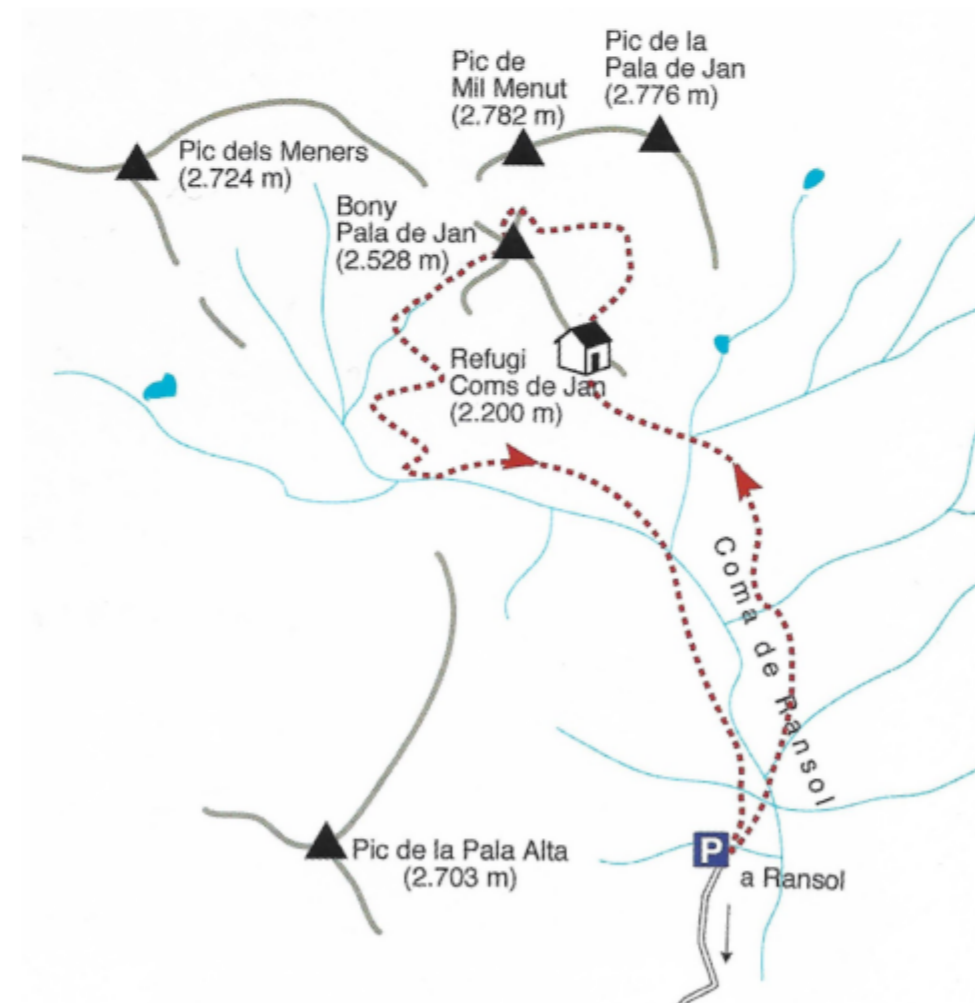 Pic de
Mil Menut
(2.782 m)
Pic de la
Pala de Jan
(2.776 m)
Pic dels Meners
(2.724 m)
Bony
Pala de Jan
(2.528 m)
Refugi
Coms de Jan
(2.200 m)
Coma de Ransol
Pic de la Pala Alta
(2.703 m)
P
a Ransol